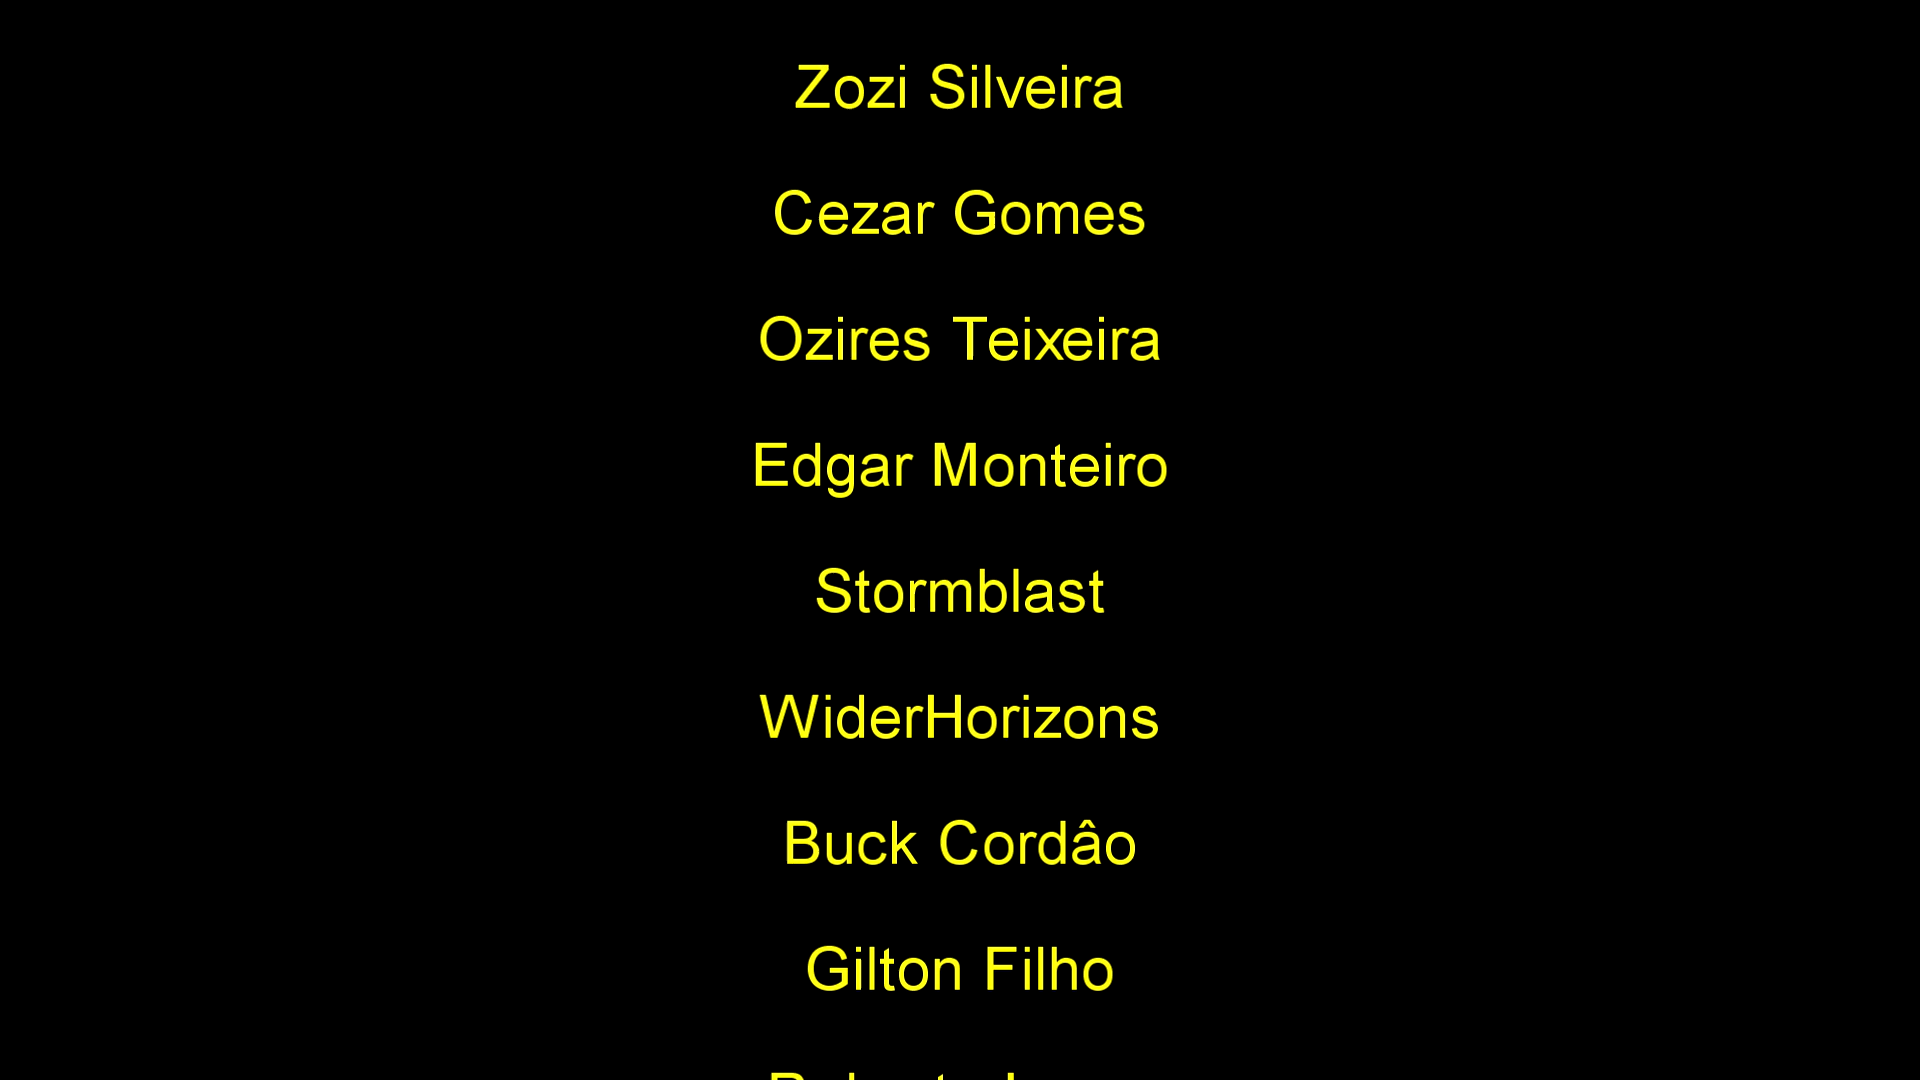 Zozi Silveira
Cezar Gomes
Ozires Teixeira
Edgar Monteiro
Stormblast
WiderHorizons
Buck Cordâo
Gilton Filho